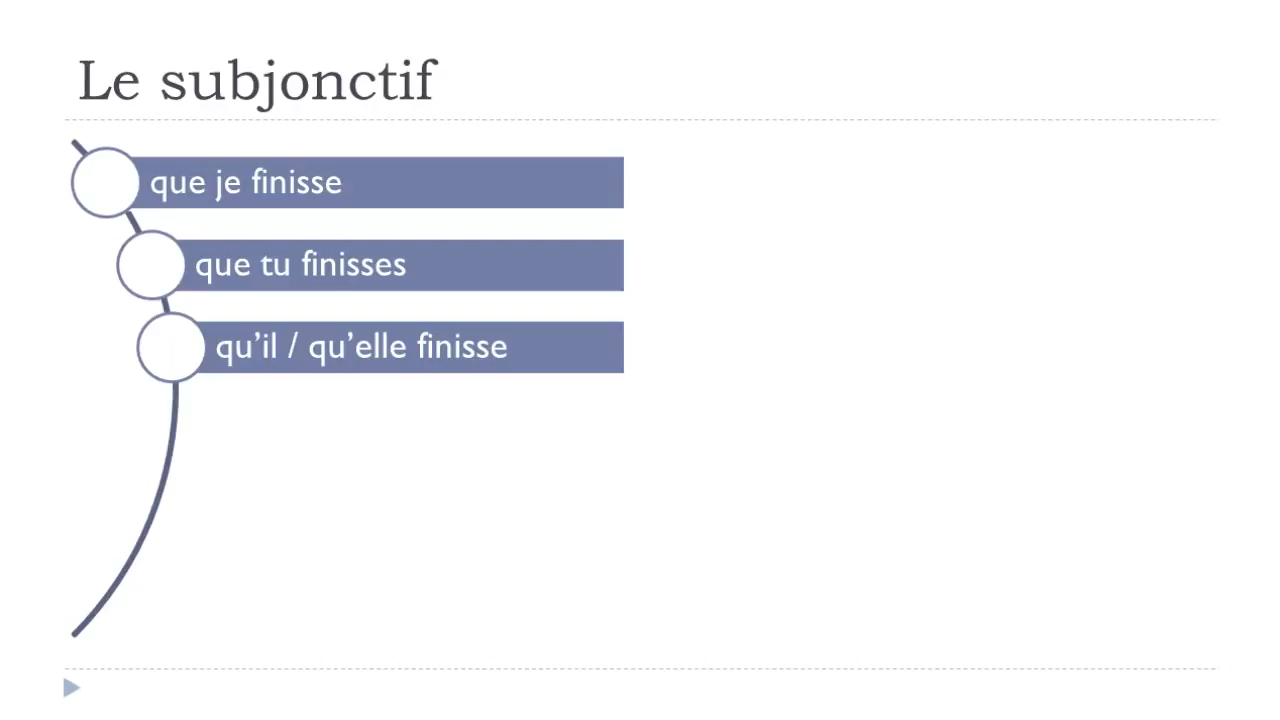 Le subjonctif
que je finisse
que tu finisses
qu’il / qu’elle finisse